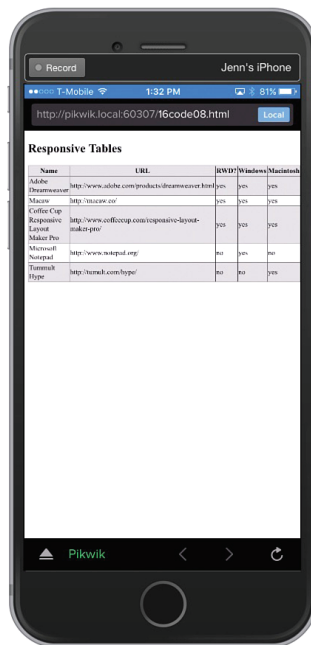 Record
Jenn's iPhone
T-Mobile 1:32 PM 81%
http://pikwik.local:60307/16code08.html Local
Responsive Tables
Name URL RWD? Windows Macintosh
Adobe
Dreamweaver http://www.adobe.com/products/dreamweaver.html yes yes yes
Macaw http://macaw.co/ yes yes yes
Coffee Cup
Responsive http://www.coffeecup.com/responsive-layout-
Layout maker-pro/ yes yes yes
Maker Pro
Microsoft
Notepad http://www.notepad.org/ no yes no
Tummult
Hype http://tumult.com/hype/ no no yes
Pikwik